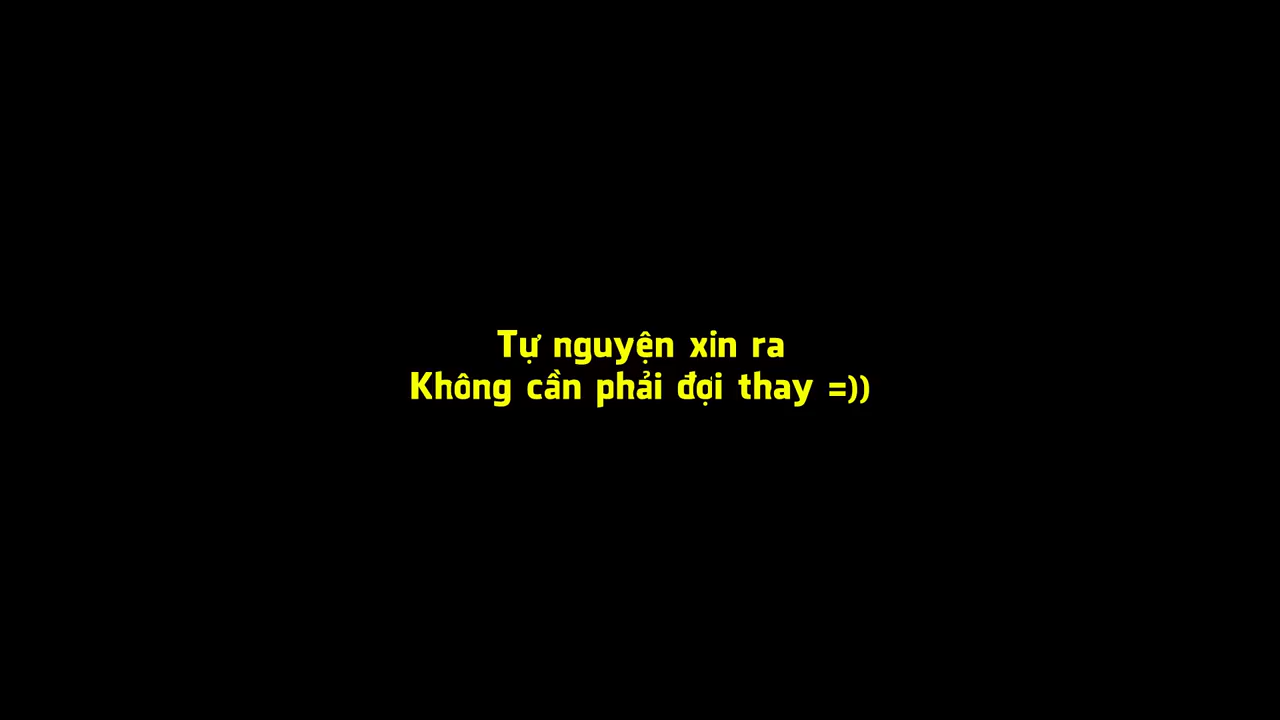 Tự nguyện xin ra
Không cần phải đợi thay =))